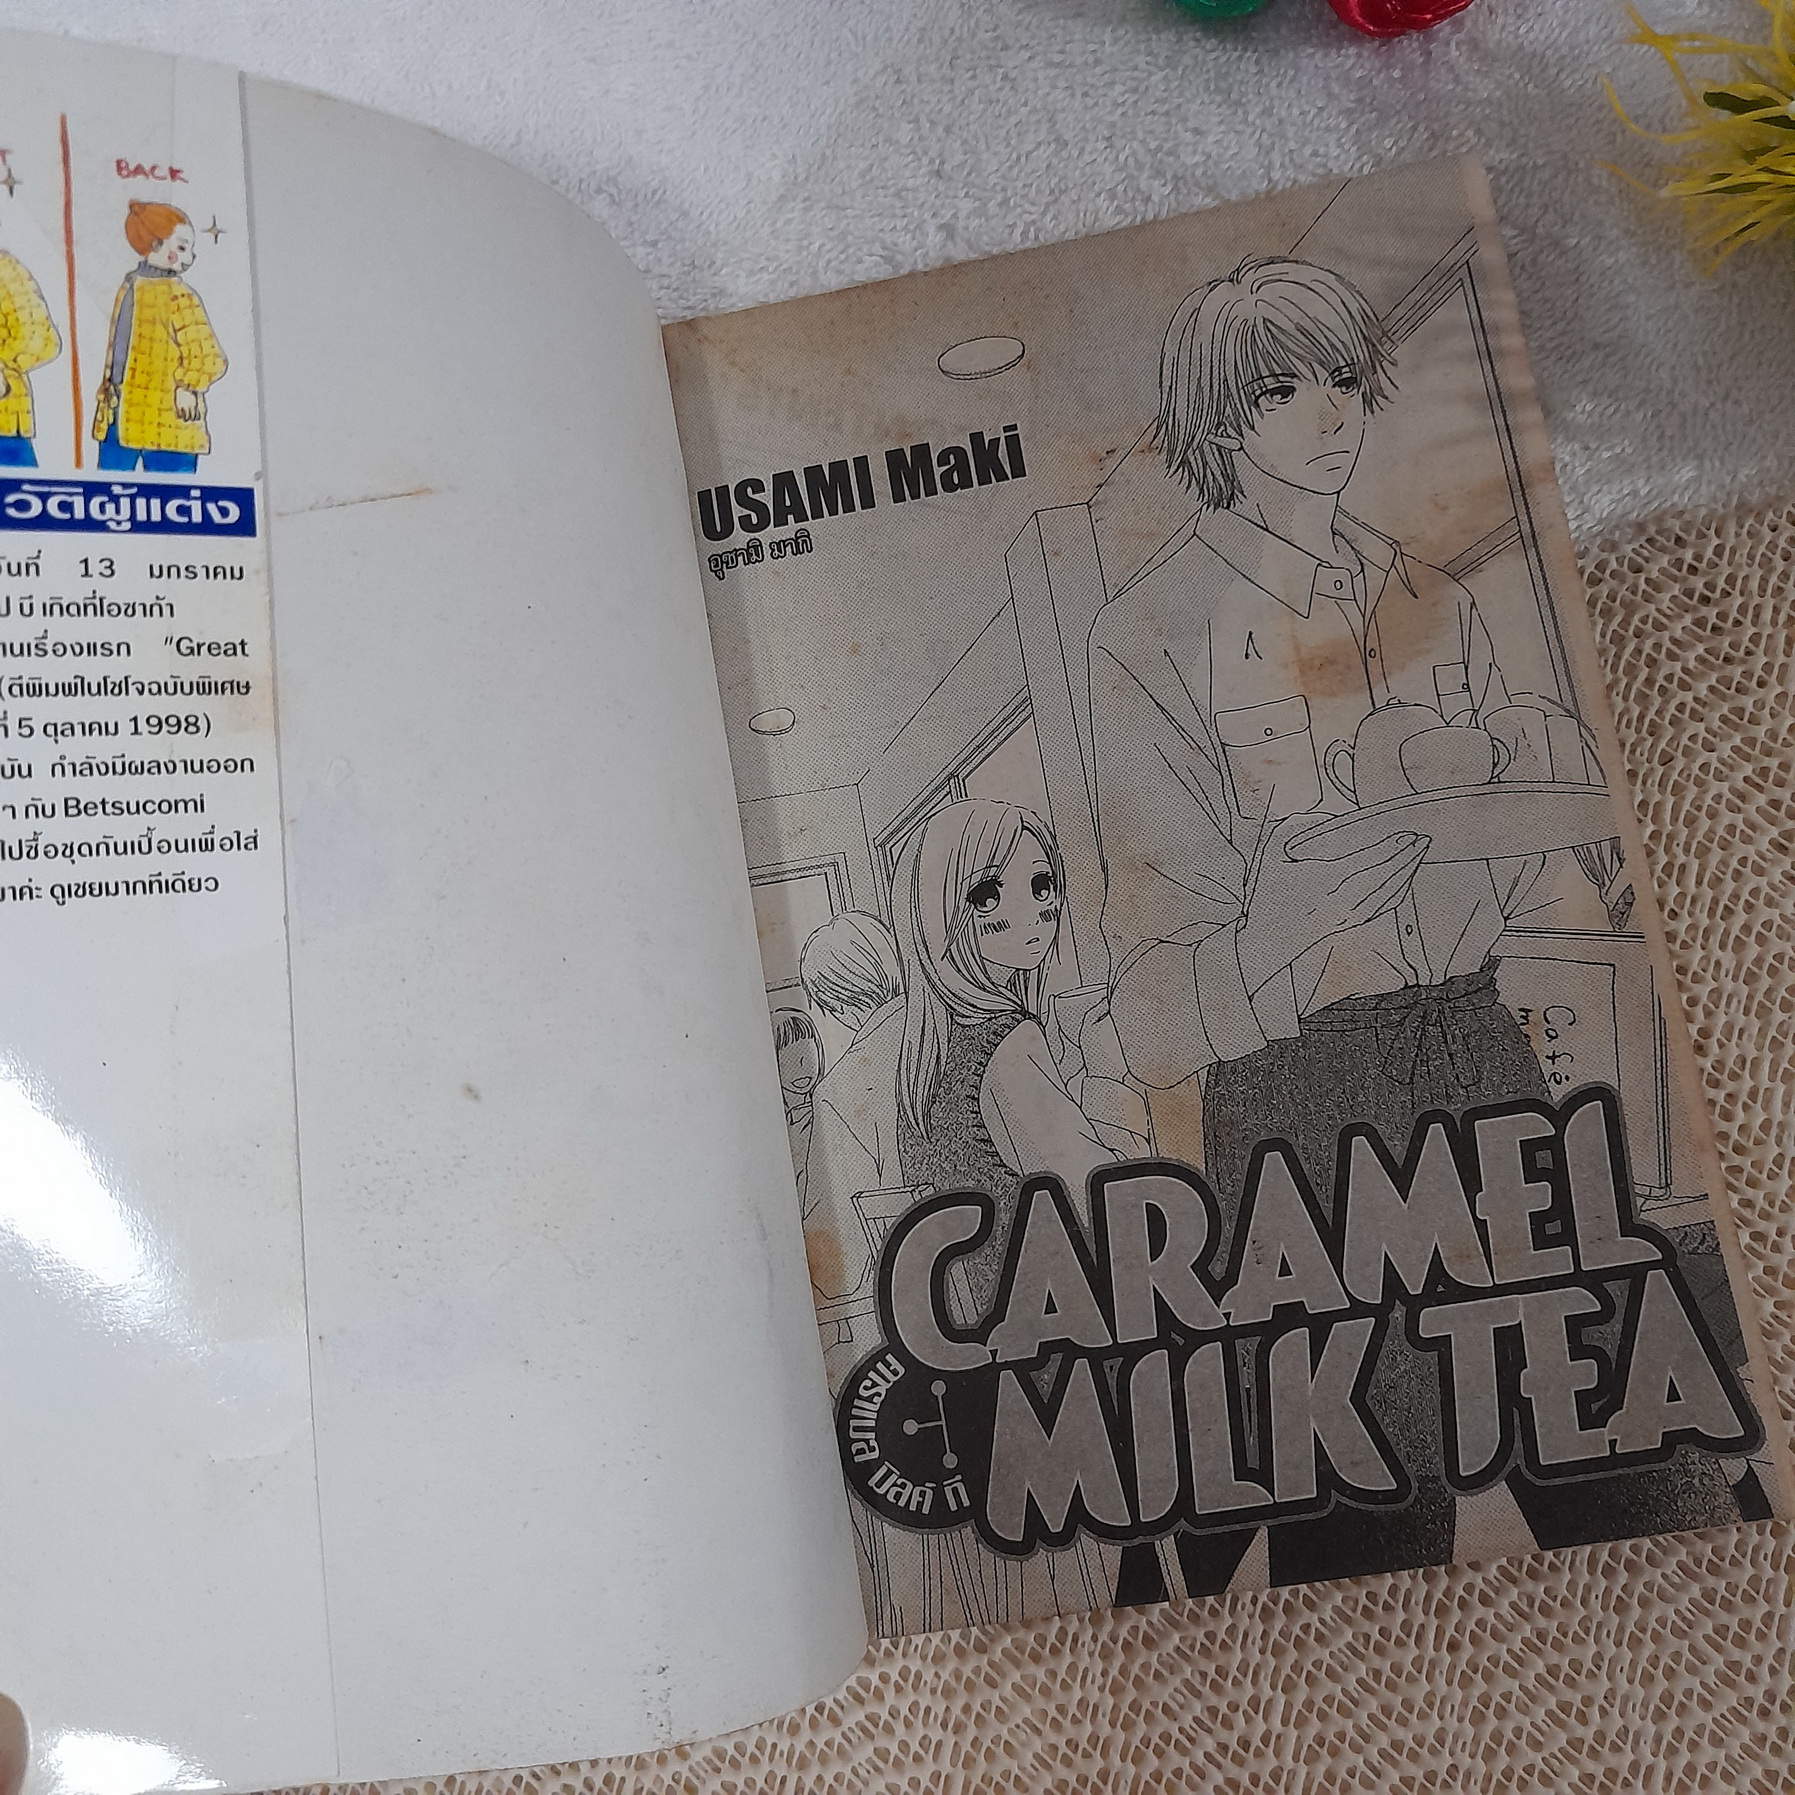 BACK
วัติผู้แต่ง
วันที่ 13 มกราคม
ป บี เกิดที่โอซาก้า
านเรื่องแรก "Great
(ตีพิมพ์ในโชโจฉบับพิเศษ
ที่ 5 ตุลาคม 1998)
บัน กำลังมีผลงานออก
ๆ กับ Betsucomi
ไปซื้อชุดกันเปื้อนเพื่อใส่
มาค่ะ ดูเชยมากทีเดียว
USAMI Maki
อุซามิ มากิ
Café
CARAMEL
MILK TEA
คาราเมล มิลค์ ที